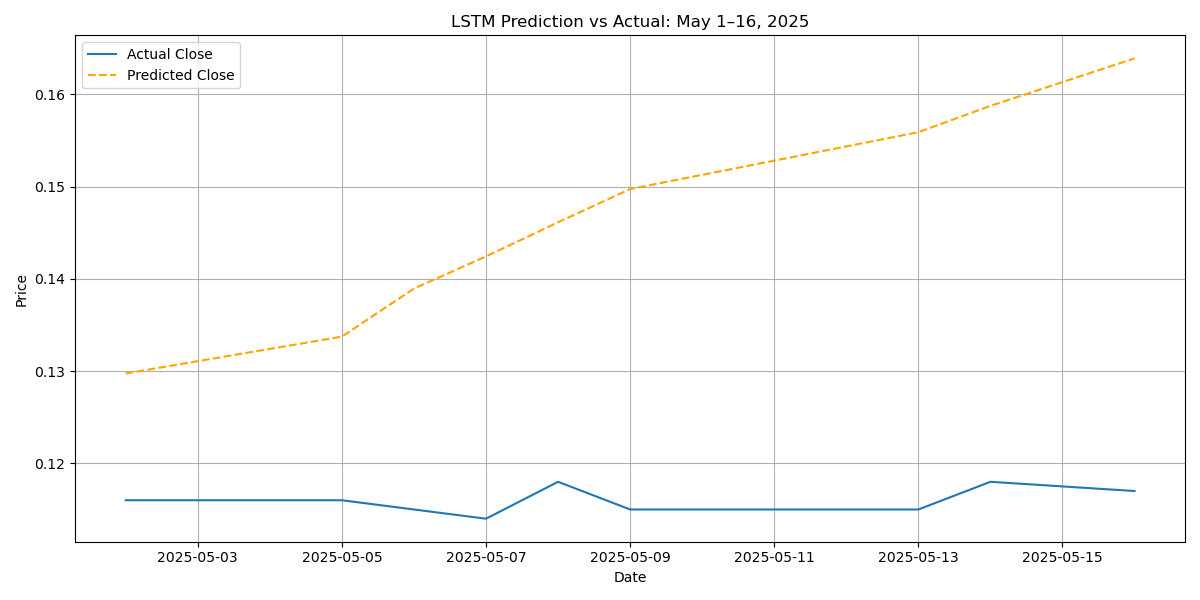 LSTM Prediction vs Actual: May 1–16, 2025
Actual Close
Predicted Close
Price
0.16
0.15
0.14
0.13
0.12
2025-05-03 2025-05-05 2025-05-07 2025-05-09 2025-05-11 2025-05-13 2025-05-15
Date